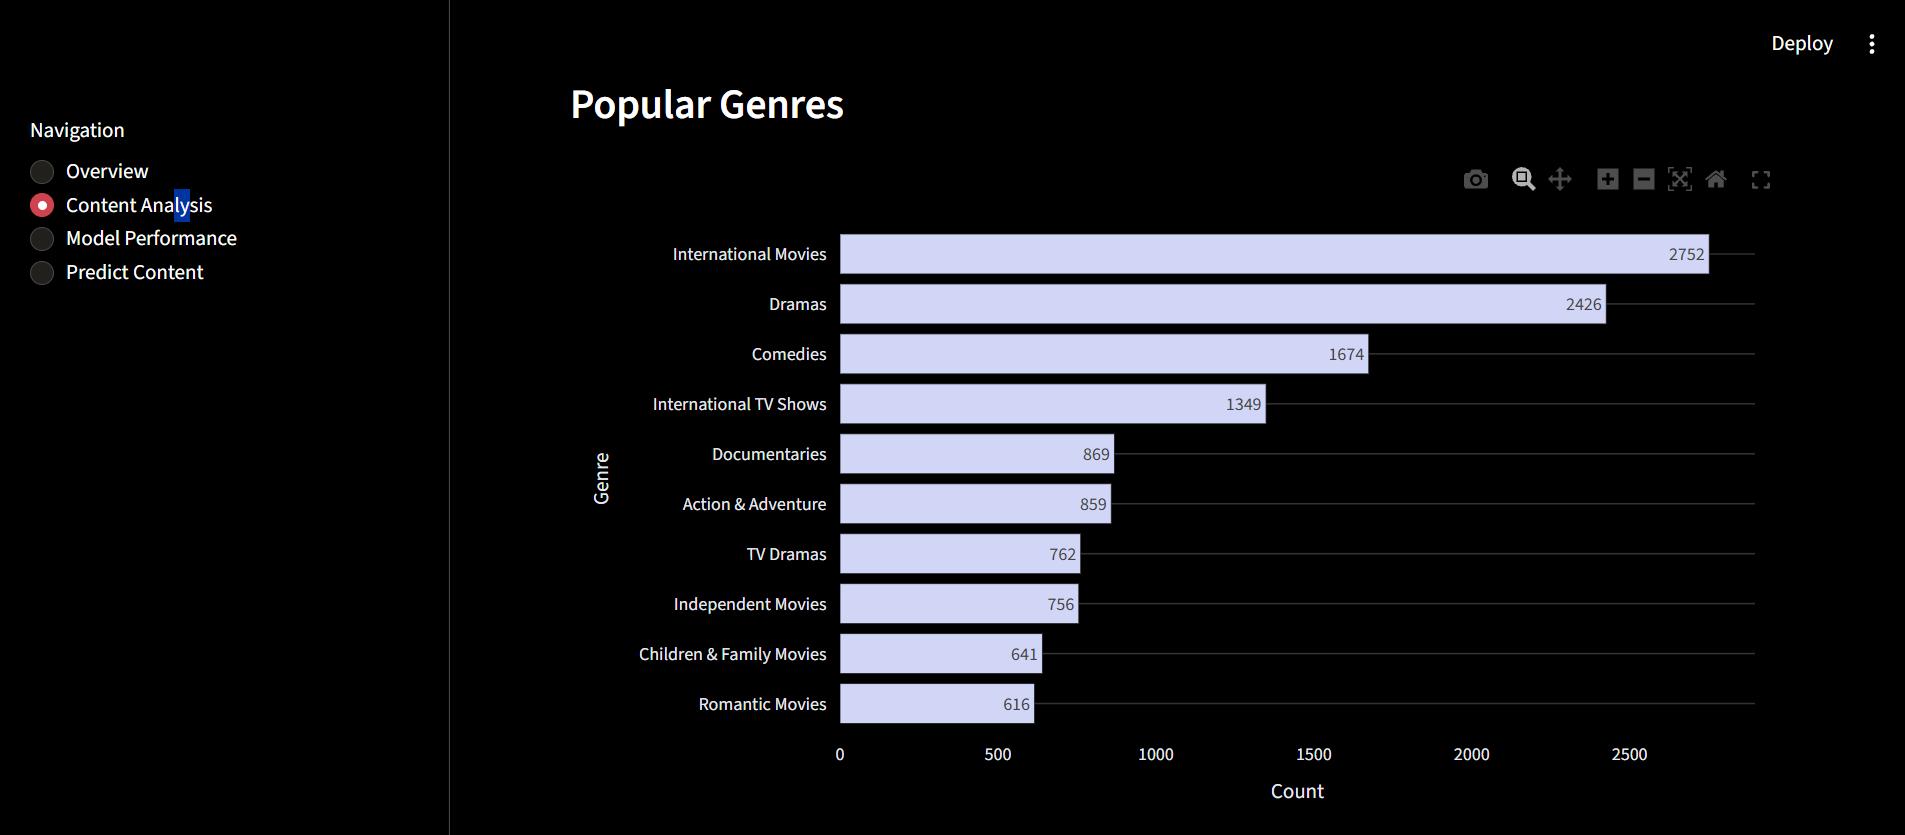 Deploy
Navigation
Overview
Content Analysis
Model Performance
Predict Content
Popular Genres
International Movies 2752
Dramas 2426
Comedies 1674
International TV Shows 1349
Documentaries 869
Action & Adventure 859
TV Dramas 762
Independent Movies 756
Children & Family Movies 641
Romantic Movies 616
Genre
0 500 1000 1500 2000 2500
Count